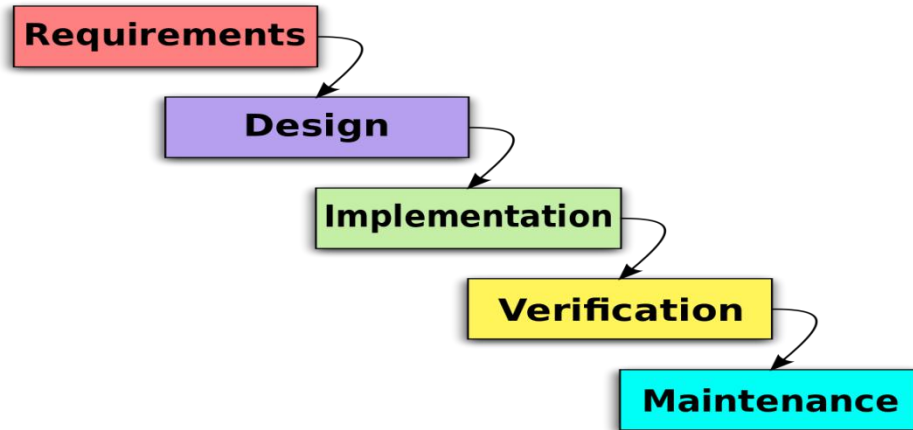 Requirements
Design
Implementation
Verification
Maintenance